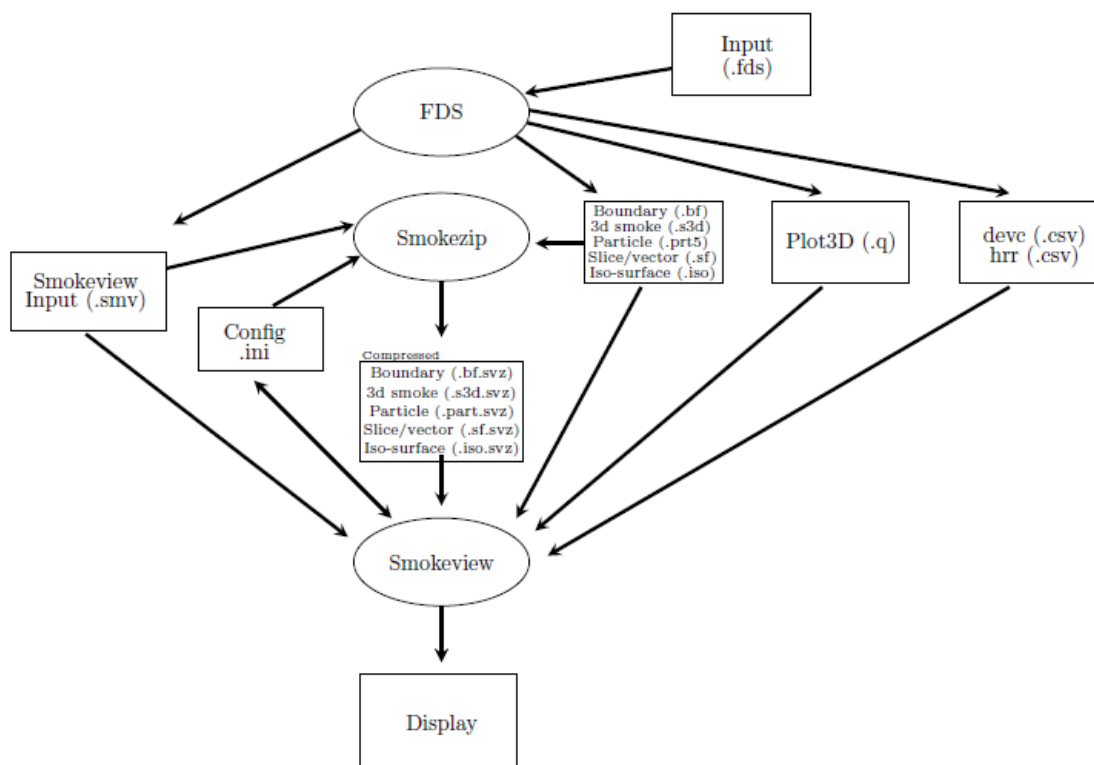 Input
(.fds)
FDS
Boundary (.bf)
3d smoke (.s3d)
Particle (.prt5)
Slice/vector (.sf)
Iso-surface (.iso)
Plot3D (.q)
devc (.csv)
hrr (.csv)
Smokezip
Smokeview
Input (.smv)
Config
.ini
Compressed
Boundary (.bf.svz)
3d smoke (.s3d.svz)
Particle (.part.svz)
Slice/vector (.sf.svz)
Iso-surface (.iso.svz)
Smokeview
Display